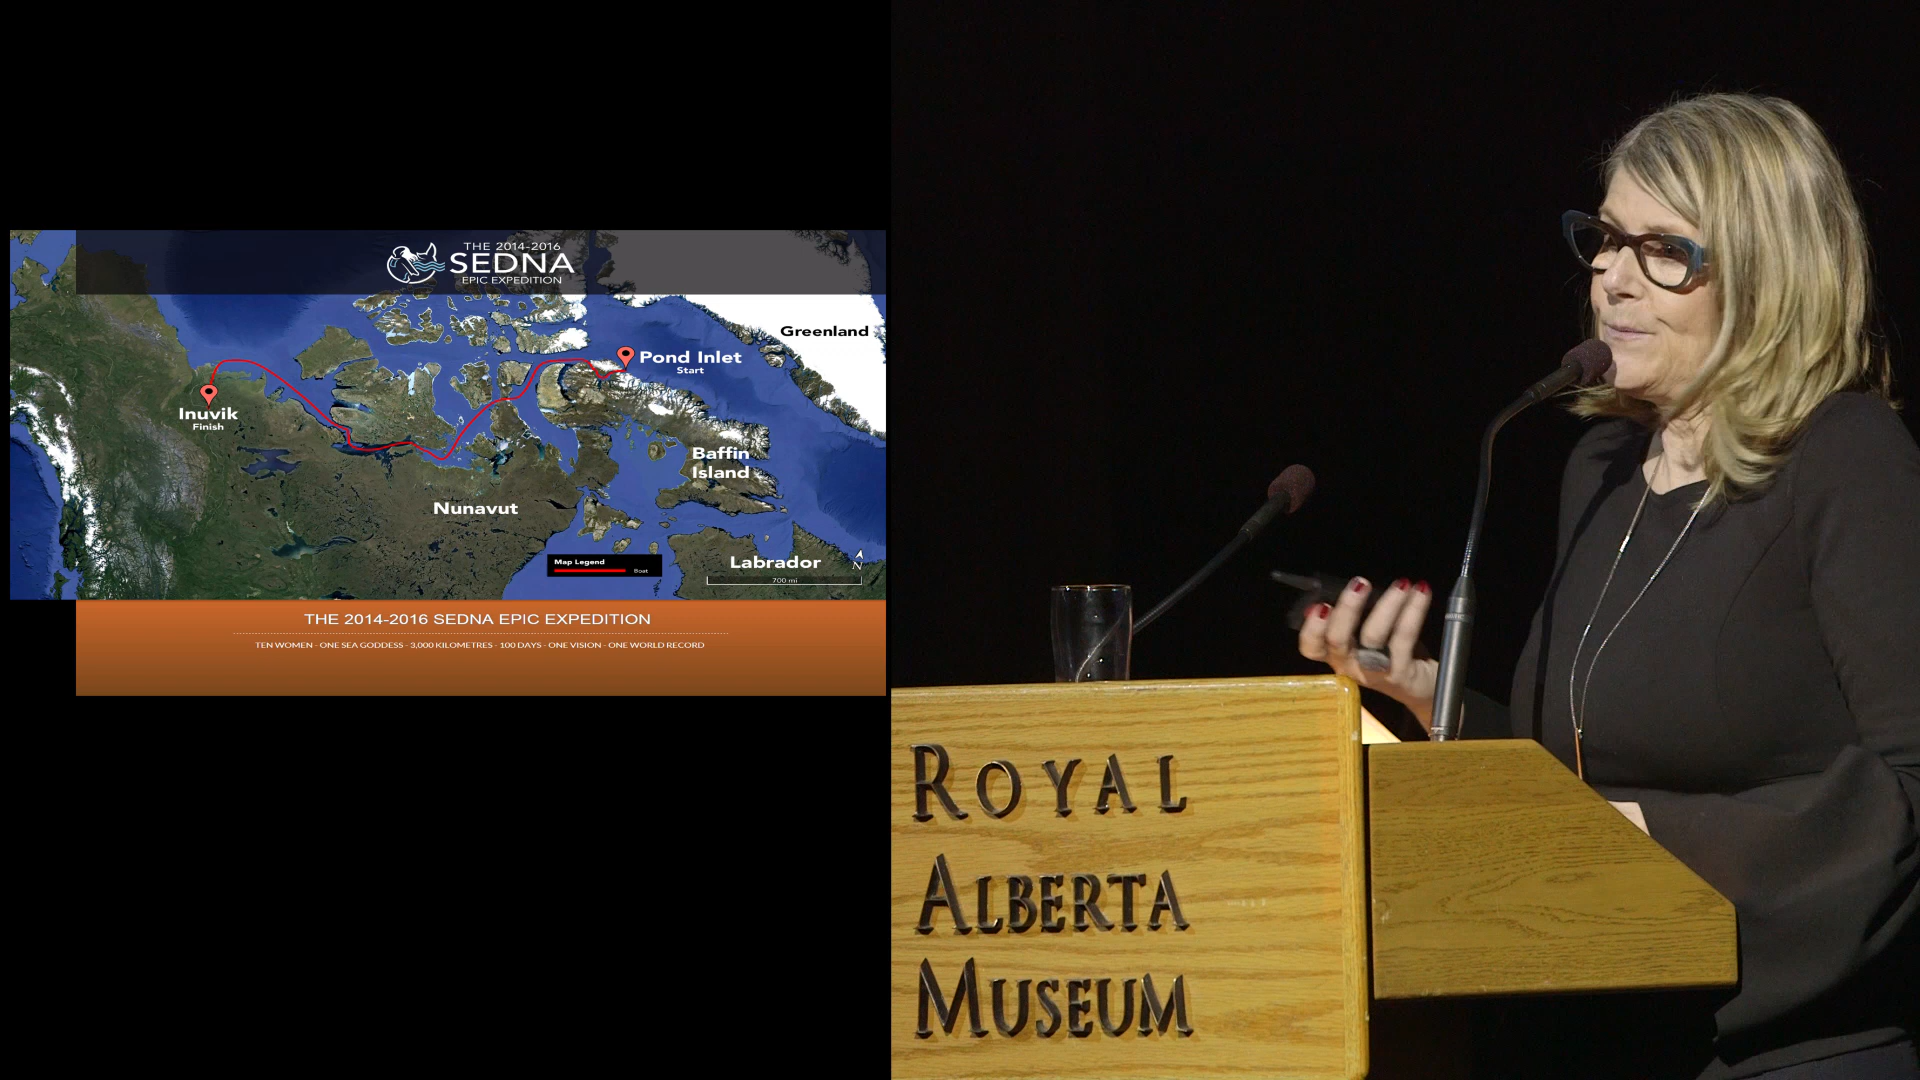 THE 2014-2016
SEDNA
EPIC EXPEDITION
Greenland
Pond Inlet
Start
Inuvik
Finish
Baffin
Island
Nunavut
Map Legend
Boat
Labrador
N
700 mi
THE 2014-2016 SEDNA EPIC EXPEDITION
TEN WOMEN - ONE SEA GODDESS - 3,000 KILOMETRES - 100 DAYS - ONE VISION - ONE WORLD RECORD
ROYAL
ALBERTA
MUSEUM